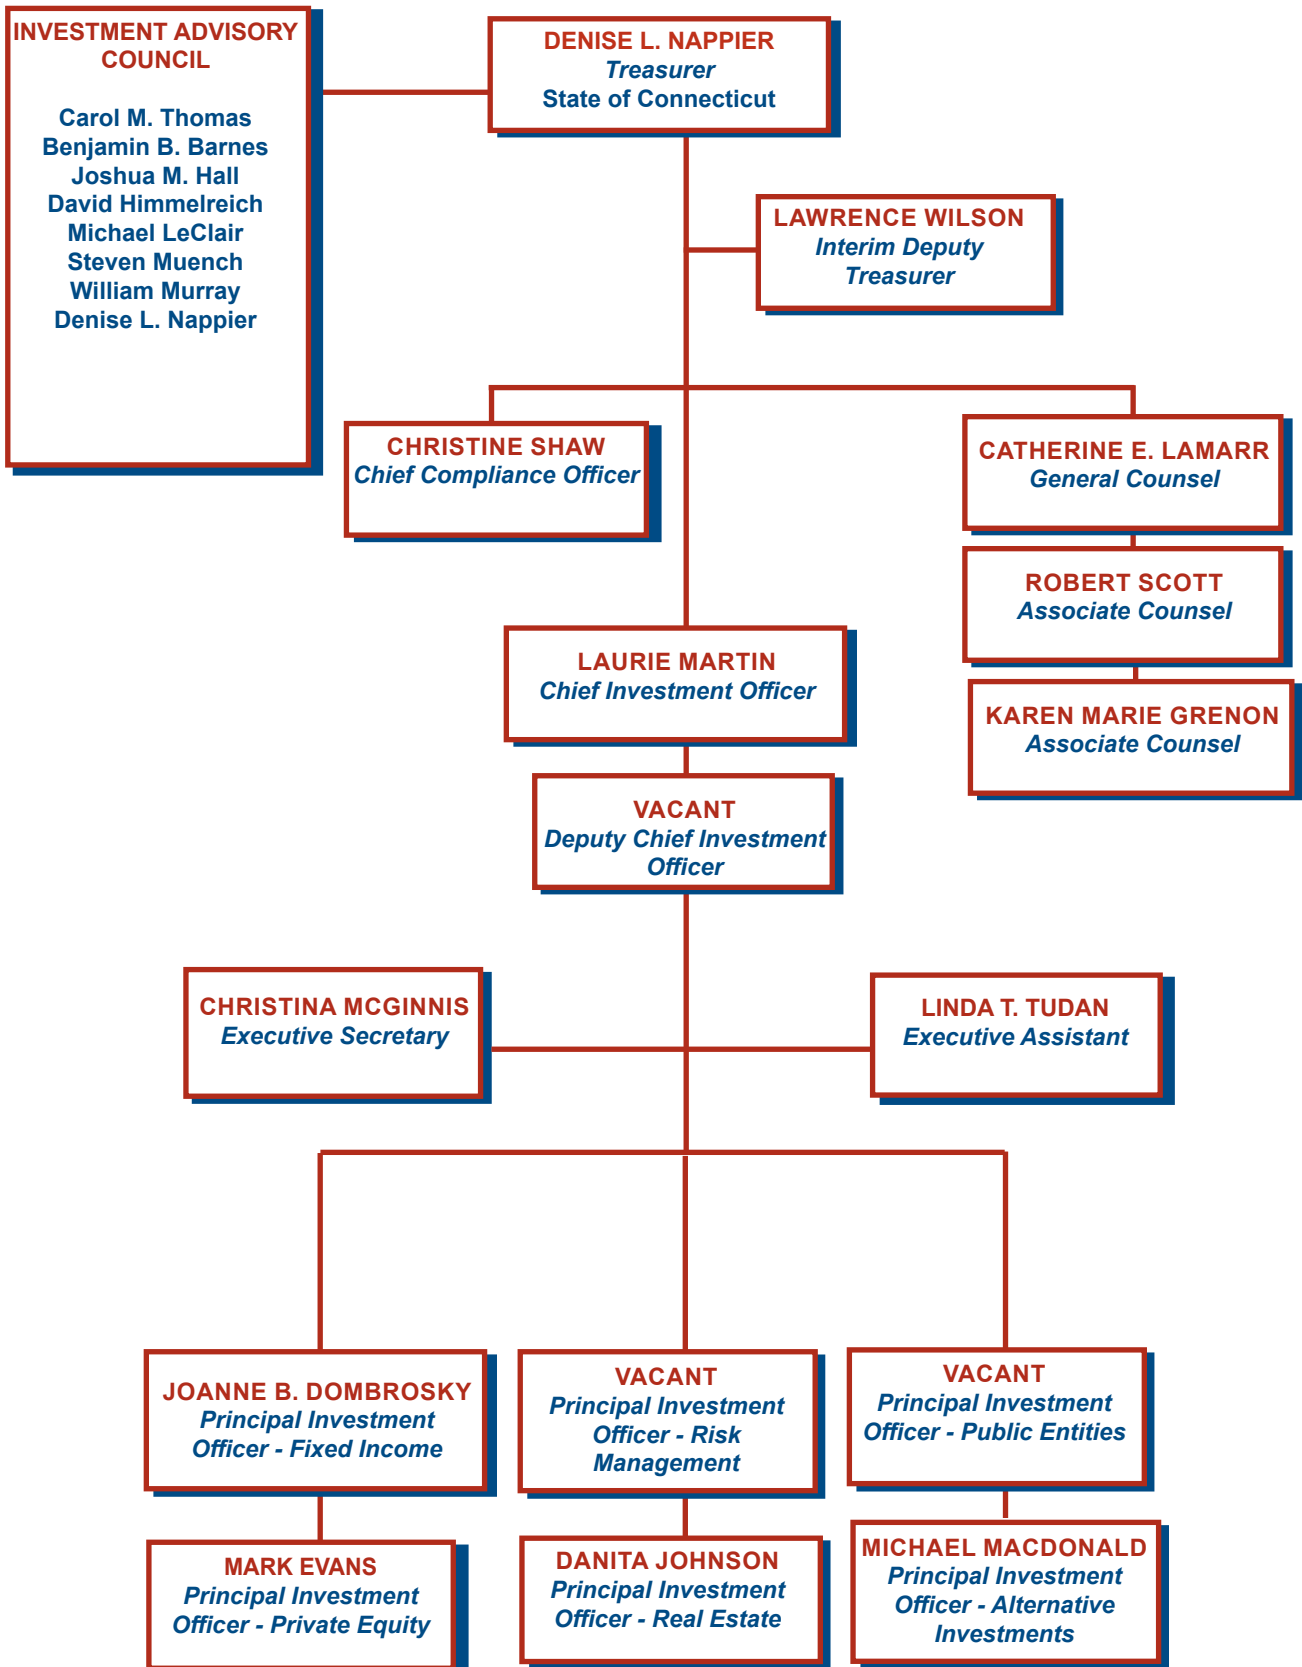 INVESTMENT ADVISORY
COUNCIL
Carol M. Thomas
Benjamin B. Barnes
Joshua M. Hall
David Himmelreich
Michael LeClair
Steven Muench
William Murray
Denise L. Nappier
DENISE L. NAPPIER
Treasurer
State of Connecticut
LAWRENCE WILSON
Interim Deputy
Treasurer
CHRISTINE SHAW
Chief Compliance Officer
CATHERINE E. LAMARR
General Counsel
ROBERT SCOTT
Associate Counsel
KAREN MARIE GRENON
Associate Counsel
LAURIE MARTIN
Chief Investment Officer
VACANT
Deputy Chief Investment
Officer
CHRISTINA MCGINNIS
Executive Secretary
LINDA T. TUDAN
Executive Assistant
JOANNE B. DOMBROSKY
Principal Investment
Officer - Fixed Income
VACANT
Principal Investment
Officer - Risk
Management
VACANT
Principal Investment
Officer - Public Entities
MARK EVANS
Principal Investment
Officer - Private Equity
DANITA JOHNSON
Principal Investment
Officer - Real Estate
MICHAEL MACDONALD
Principal Investment
Officer - Alternative
Investments